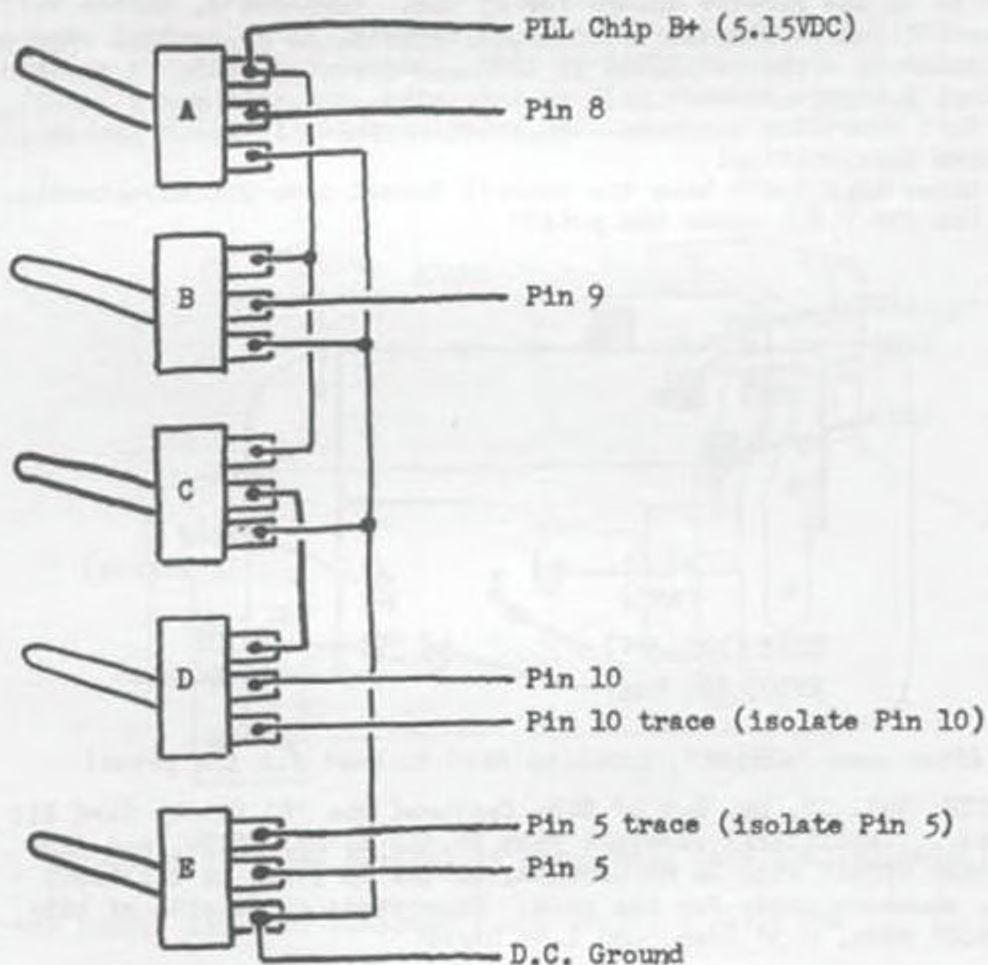 PLL Chip B+ (5.15VDC)
A
Pin 8
B
Pin 9
C
D
Pin 10
Pin 10 trace (isolate Pin 10)
Pin 5 trace (isolate Pin 5)
E
Pin 5
D.C. Ground